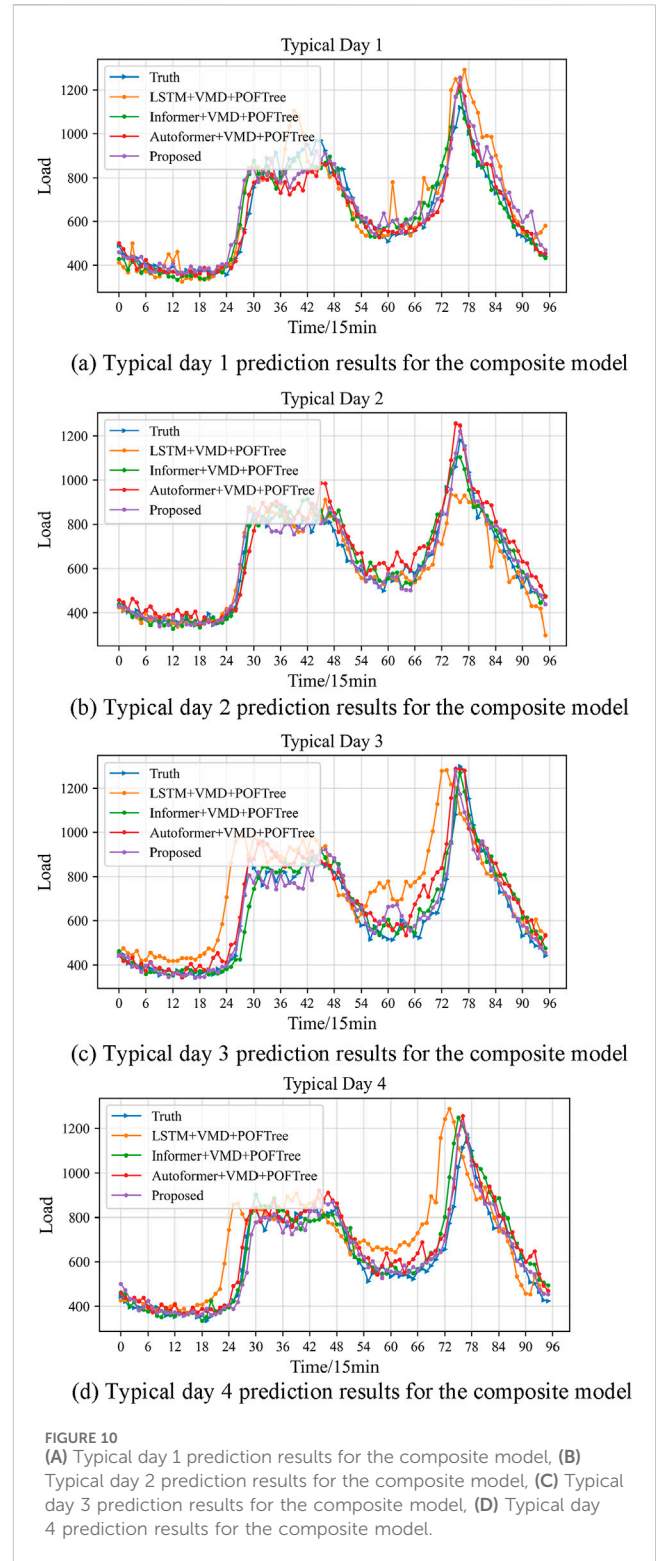 Typical Day 1
Truth
LSTM+VMD+POFTree
Informer+VMD+POFTree
Autoformer+VMD+POFTree
Proposed
Load
1200
1000
800
600
400
0 6 12 18 24 30 36 42 48 54 60 66 72 78 84 90 96
Time/15min
(a) Typical day 1 prediction results for the composite model
Typical Day 2
Truth
LSTM+VMD+POFTree
Informer+VMD+POFTree
Autoformer+VMD+POFTree
Proposed
Load
1200
1000
800
600
400
0 6 12 18 24 30 36 42 48 54 60 66 72 78 84 90 96
Time/15min
(b) Typical day 2 prediction results for the composite model
Typical Day 3
Truth
LSTM+VMD+POFTree
Informer+VMD+POFTree
Autoformer+VMD+POFTree
Proposed
Load
1200
1000
800
600
400
0 6 12 18 24 30 36 42 48 54 60 66 72 78 84 90 96
Time/15min
(c) Typical day 3 prediction results for the composite model
Typical Day 4
Truth
LSTM+VMD+POFTree
Informer+VMD+POFTree
Autoformer+VMD+POFTree
Proposed
Load
1200
1000
800
600
400
0 6 12 18 24 30 36 42 48 54 60 66 72 78 84 90 96
Time/15min
(d) Typical day 4 prediction results for the composite model
FIGURE 10
(A) Typical day 1 prediction results for the composite model, (B)
Typical day 2 prediction results for the composite model, (C) Typical
day 3 prediction results for the composite model, (D) Typical day
4 prediction results for the composite model.